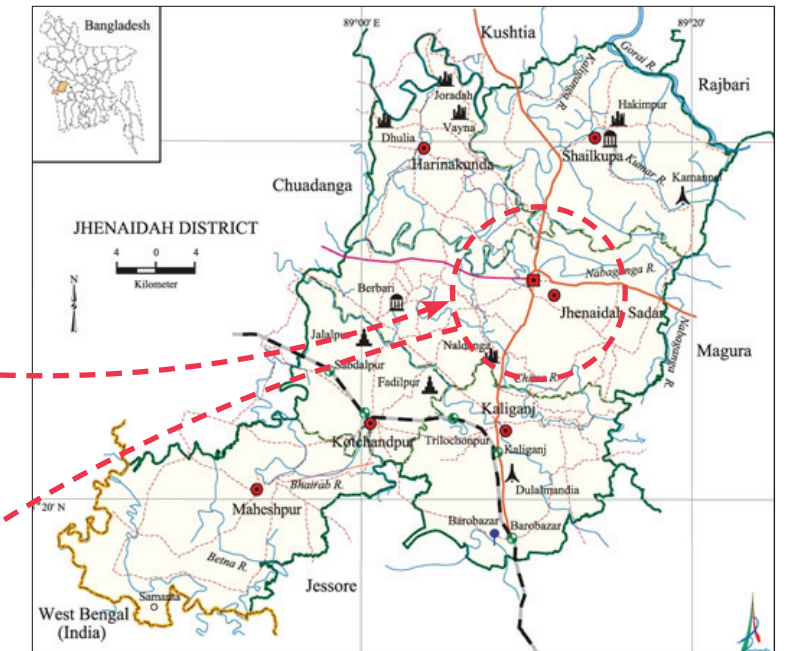 Bangladesh
89°00' E
89°20'
Kushtia
Gorai R.
Kaliganga R.
Rajbari
Joradah
Hakimpur
Vayna
Dhulia
Shailkupa
Harinakunda
Kumar R.
Kamanna
Chuadanga
JHENAIDAH DISTRICT
4 0 4
Kilometer
N
Nabaganga R.
Berbari
Jhenaidah Sadar
Nabaganga R.
Jalalpur
Naldanga
Magura
Sabdalpur
Fadilpur
Kaliganj
Kotchandpur
Trilochonpur
Kaliganj
Bhairab R.
Dulalmandia
° 20' N
Maheshpur
Barobazar
Barobazar
Betna R.
Jessore
Samanta
West Bengal
(India)